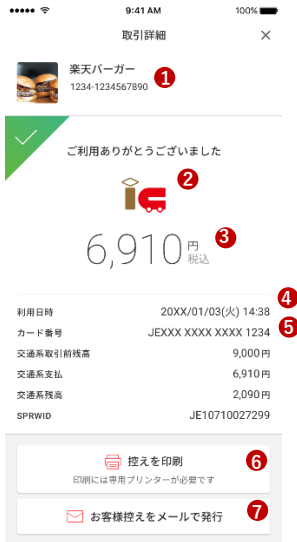 9:41 AM 100%
取引詳細
楽天バーガー
1234-1234567890 1
ご利用ありがとうございました
2
6,910円 税込 3
4
利用日時 20XX/01/03(火) 14:38
カード番号 JEXXX XXXX XXXX 1234 5
交通系取引前残高 9,000円
交通系支払 6,910円
交通系残高 2,090円
SPRWID JE10710027299
控えを印刷 6
印刷には専用プリンターが必要です
お客様控えをメールで発行 7